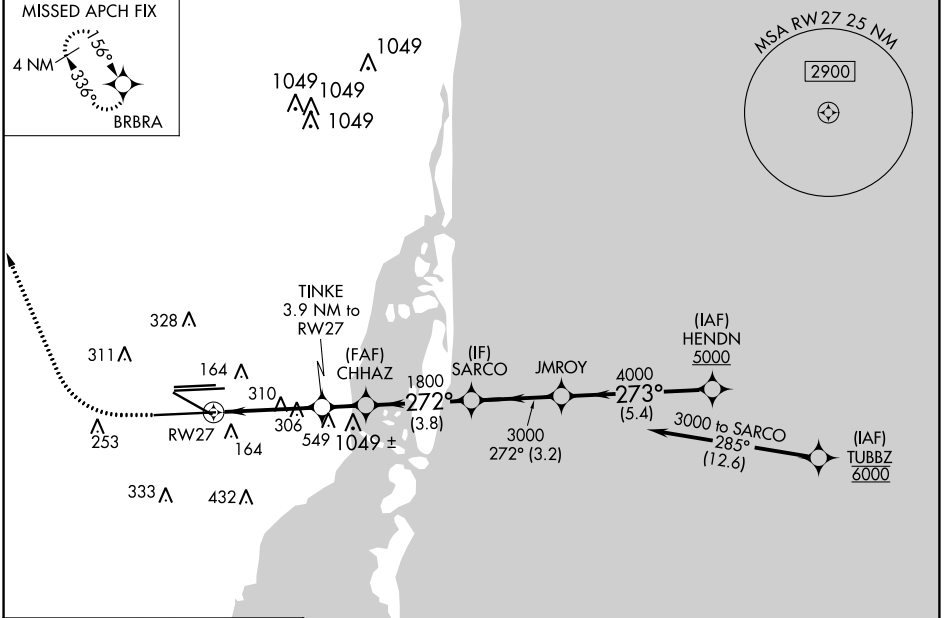 MISSED APCH FIX
4 NM
156°
336°
BRBRA
1049
1049
1049
1049
MSA RW27 25 NM
2900
TINKE
3.9 NM to
RW27
328
311
164
310
306
549
1049 ±
253
RW27
164
333
432
(FAF)
CHHAZ
1800
272°
(3.8)
(IF)
SARCO
JMROY
3000
272° (3.2)
4000
273°
(5.4)
(IAF)
HENDN
5000
3000 to SARCO
285°
(12.6)
(IAF)
TUBBZ
6000